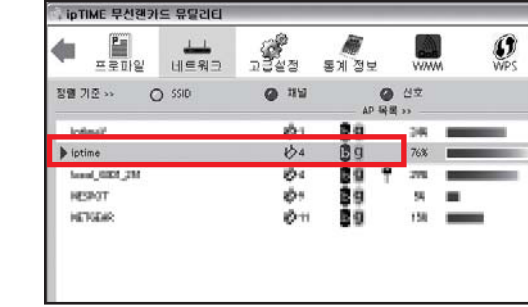 ipTIME 무선랜카드 유틸리티
프로파일 네트워크 고급설정 통계 정보 WMM WPS
정렬 기준 >> SSID 채널 신호
AP 목록 >>
1 b g
iptime 4 b g 76%
4 b g
NESPOT b g 5%
NETGEAR 11 b g 15%